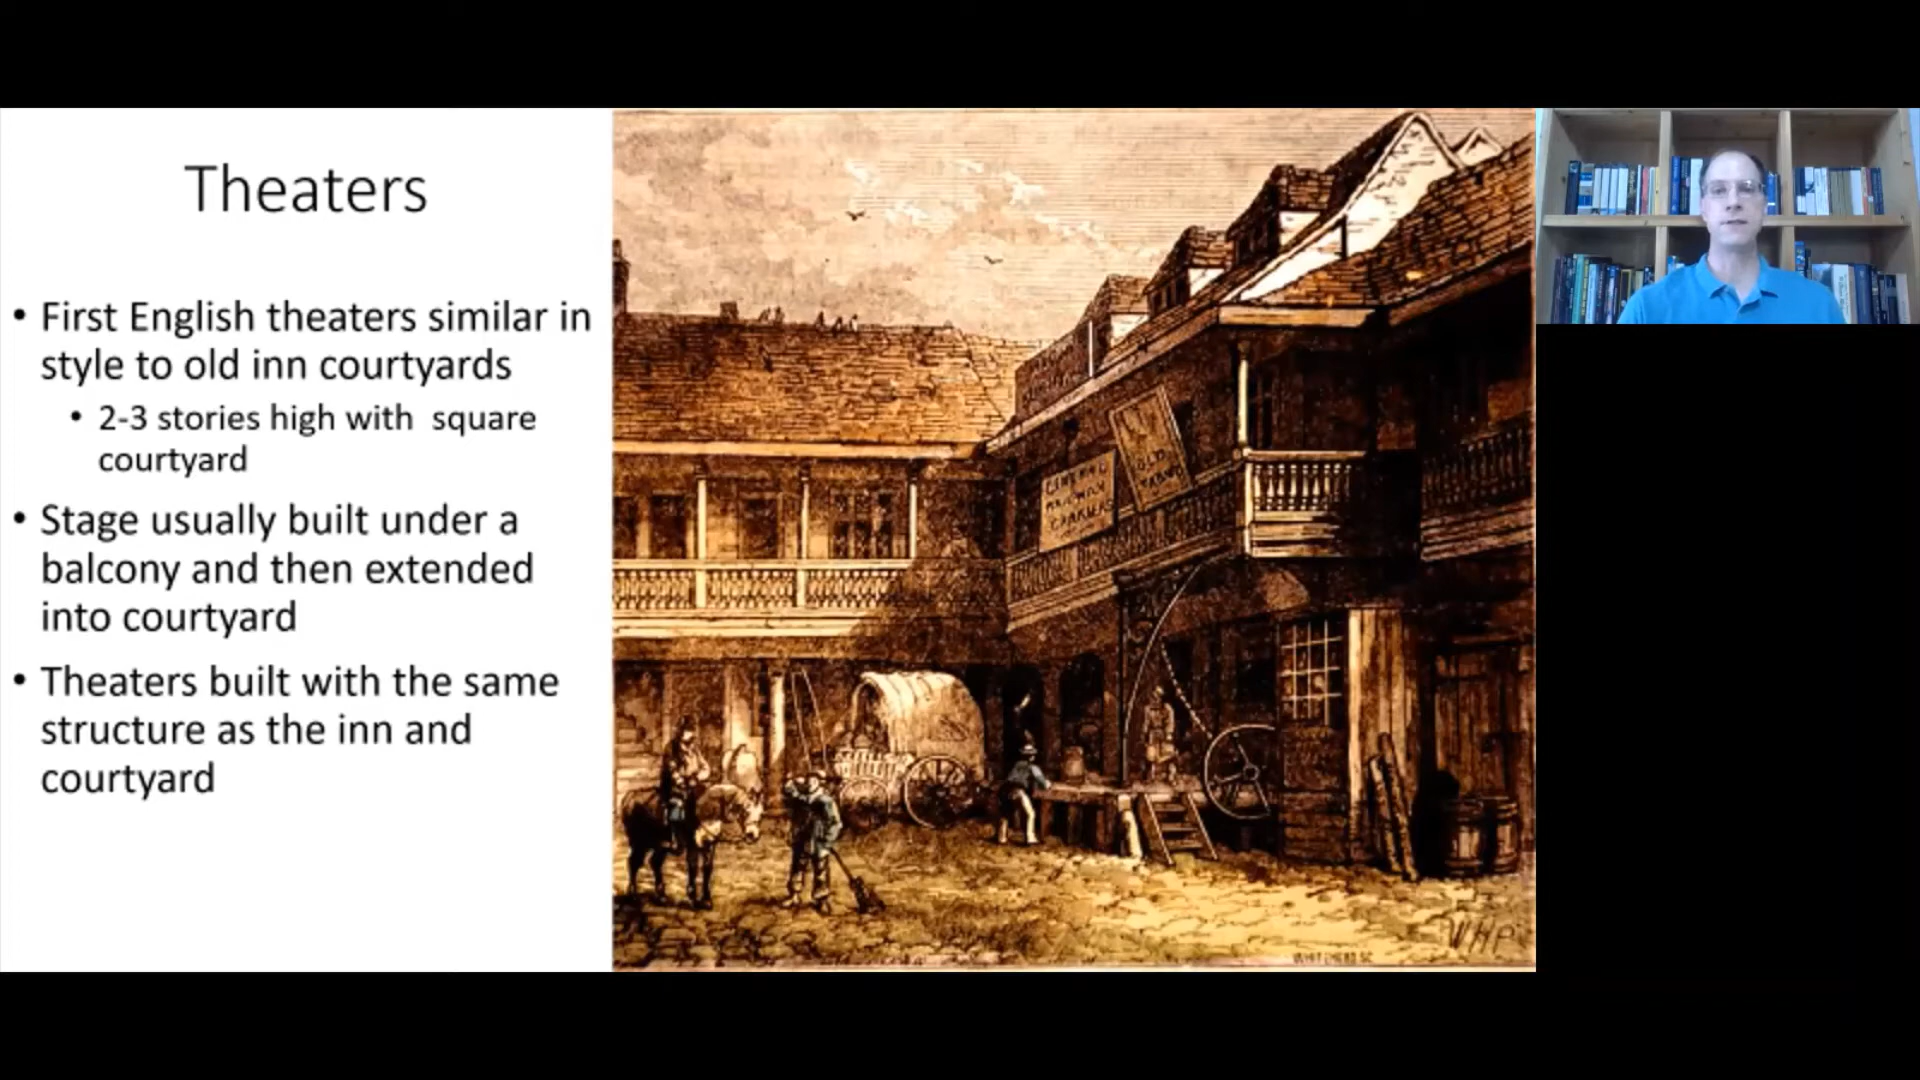 Theaters
• First English theaters similar in
style to old inn courtyards
• 2-3 stories high with square
courtyard
• Stage usually built under a
balcony and then extended
into courtyard
• Theaters built with the same
structure as the inn and
courtyard
OLD
WHP